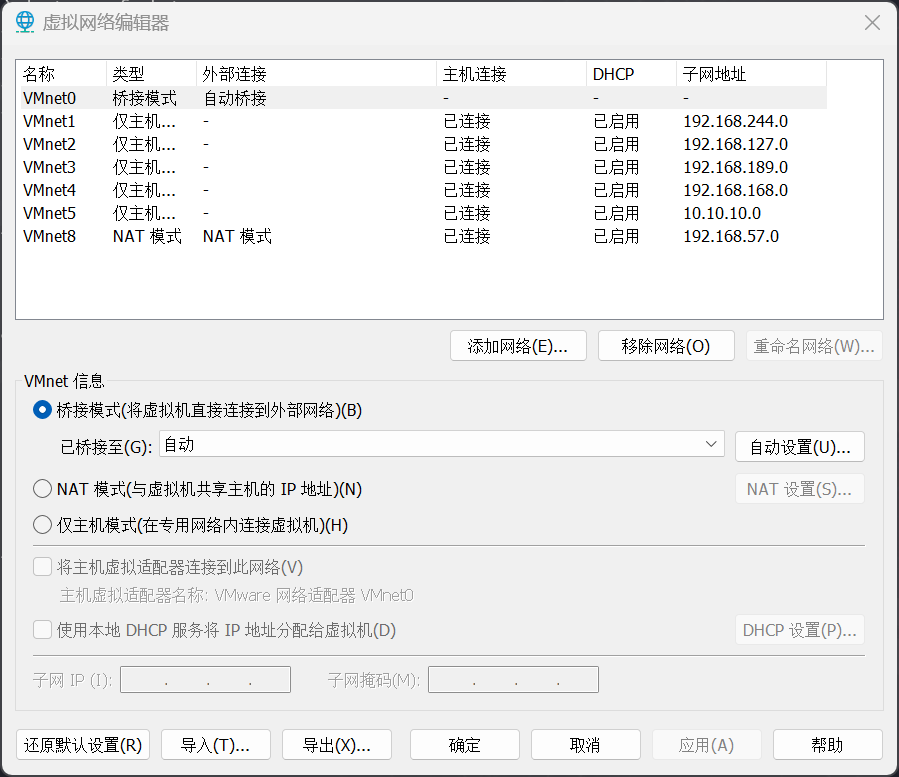 虚拟网络编辑器
名称 类型 外部连接 主机连接 DHCP 子网地址
VMnet0 桥接模式 自动桥接 - - -
VMnet1 仅主机... - 已连接 已启用 192.168.244.0
VMnet2 仅主机... - 已连接 已启用 192.168.127.0
VMnet3 仅主机... - 已连接 已启用 192.168.189.0
VMnet4 仅主机... - 已连接 已启用 192.168.168.0
VMnet5 仅主机... - 已连接 已启用 10.10.10.0
VMnet8 NAT 模式 NAT 模式 已连接 已启用 192.168.57.0
添加网络(E)... 移除网络(O) 重命名网络(W)...
VMnet 信息
桥接模式(将虚拟机直接连接到外部网络)(B)
已桥接至(G): 自动 自动设置(U)...
NAT 模式(与虚拟机共享主机的 IP 地址)(N) NAT 设置(S)...
仅主机模式(在专用网络内连接虚拟机)(H)
将主机虚拟适配器连接到此网络(V)
主机虚拟适配器名称: VMware 网络适配器 VMnet0
使用本地 DHCP 服务将 IP 地址分配给虚拟机(D) DHCP 设置(P)...
子网 IP (I): . . . 子网掩码(M): . . .
还原默认设置(R) 导入(T)... 导出(X)... 确定 取消 应用(A) 帮助